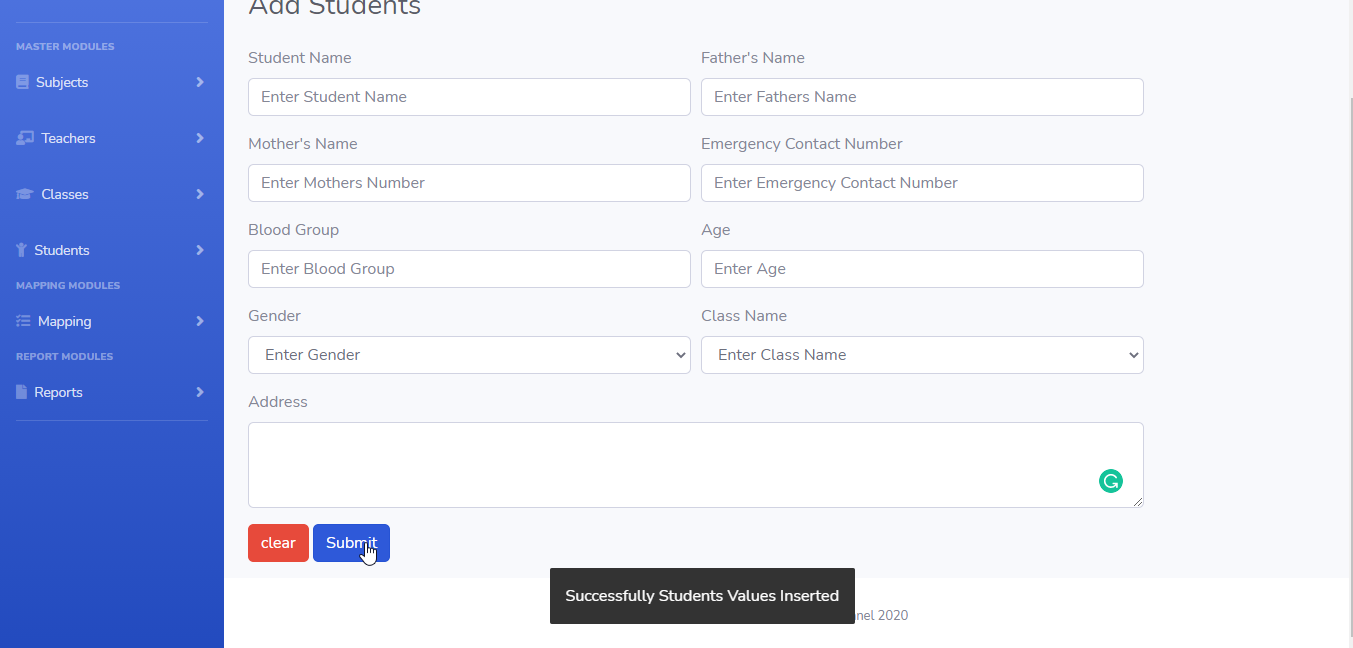 Add Students
MASTER MODULES
Subjects
Teachers
Classes
Students
MAPPING MODULES
Mapping
REPORT MODULES
Reports
Student Name
Father's Name
Enter Student Name
Enter Fathers Name
Mother's Name
Emergency Contact Number
Enter Mothers Number
Enter Emergency Contact Number
Blood Group
Age
Enter Blood Group
Enter Age
Gender
Class Name
Enter Gender
Enter Class Name
Address
clear
Submit
Successfully Students Values Inserted
2020